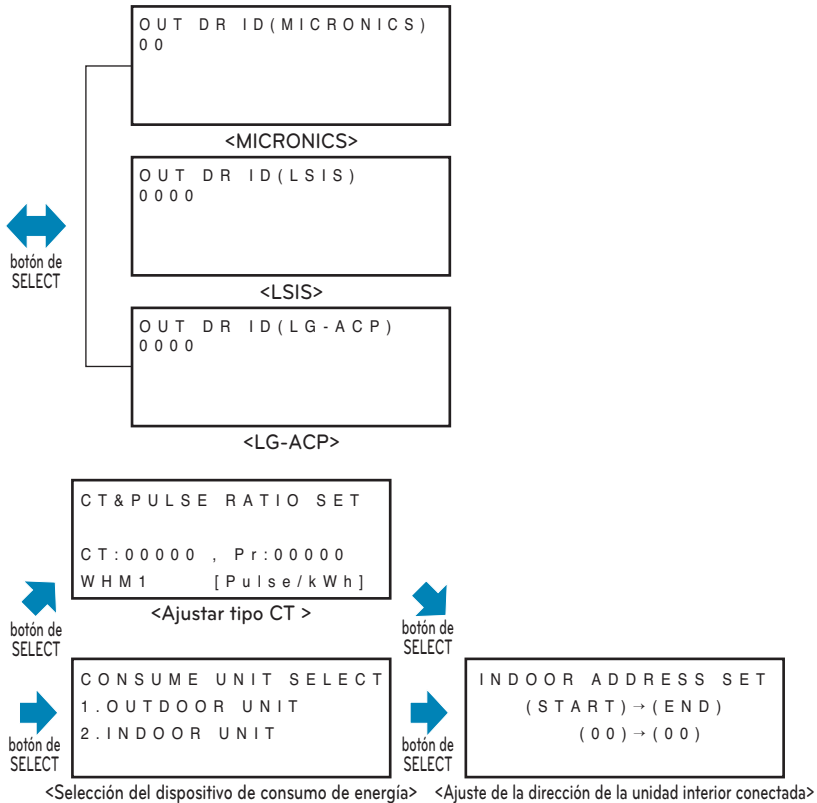 OUT DR ID(MICRONICS)
00
<MICRONICS>
OUT DR ID(LSIS)
0000
botón de
SELECT
<LSIS>
OUT DR ID(LG-ACP)
0000
<LG-ACP>
CT&PULSE RATIO SET
CT:00000 , Pr:00000
WHM1 [Pulse/kWh]
<Ajustar tipo CT >
botón de
SELECT
botón de
SELECT
CONSUME UNIT SELECT
1.OUTDOOR UNIT
2.INDOOR UNIT
botón de
SELECT
<Selección del dispositivo de consumo de energía>
botón de
SELECT
INDOOR ADDRESS SET
(START)→(END)
(00)→(00)
<Ajuste de la dirección de la unidad interior conectada>